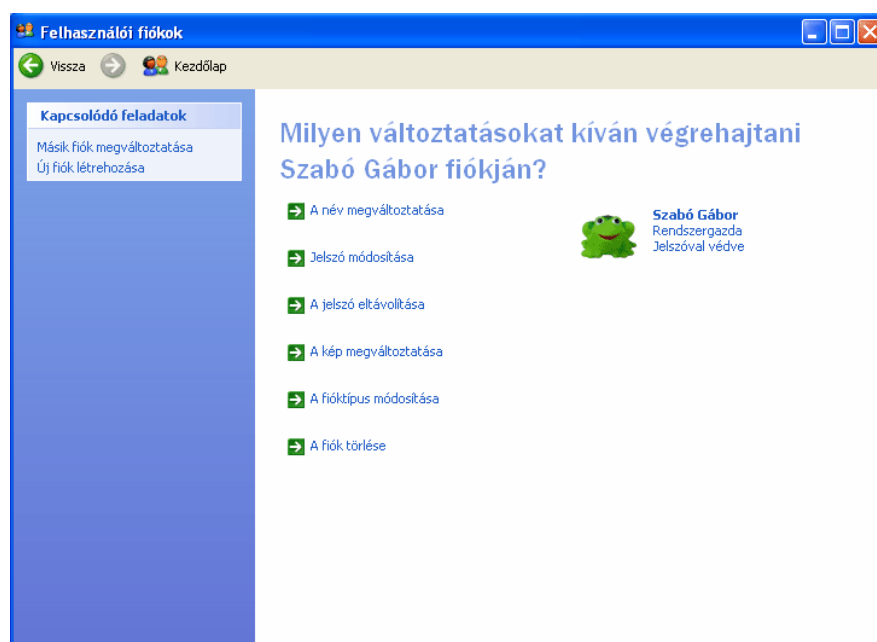 Felhasználói fiókok
Vissza
Kezdőlap
Kapcsolódó feladatok
Másik fiók megváltoztatása
Új fiók létrehozása
Milyen változtatásokat kíván végrehajtani
Szabó Gábor fiókján?
A név megváltoztatása
Jelszó módosítása
A jelszó eltávolítása
A kép megváltoztatása
A fióktípus módosítása
A fiók törlése
Szabó Gábor
Rendszergazda
Jelszóval védve